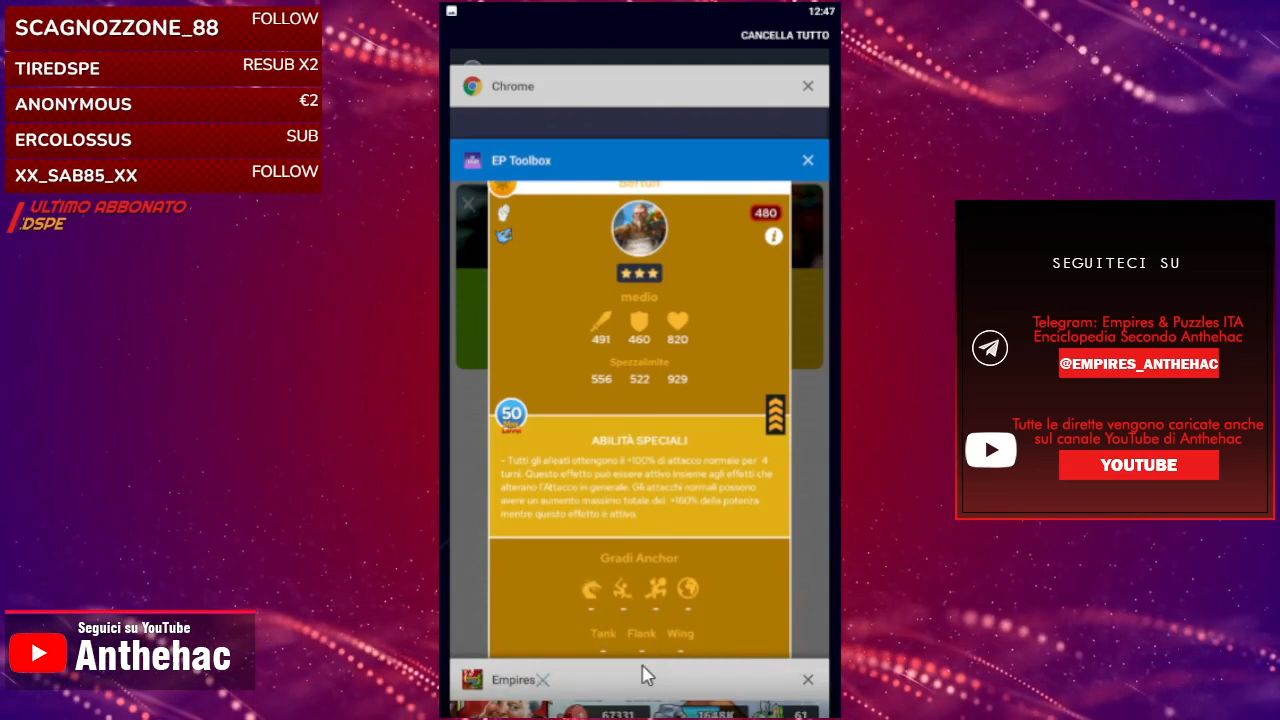 SCAGNOZZONE_88 FOLLOW
TIREDSPE RESUB X2
ANONYMOUS €2
ERCOLOSSUS SUB
XX_SAB85_XX FOLLOW
ULTIMO ABBONATO
DSPE
12:47
CANCELLA TUTTO
Chrome
EP Toolbox
480
medio
491 460 820
Spezzalimite
556 522 929
50
ABILITÀ SPECIALI
- Tutti gli alleati ottengono il +100% di attacco normale per 4
turni. Questo effetto può essere attivo insieme agli effetti che
alterano l'Attacco in generale. Gli attacchi normali possono
avere un aumento massimo totale del +160% della potenza
mentre questo effetto è attivo.
Gradi Anchor
- - - -
Tank Flank Wing
- - -
Empires
67331 1648K 61
SEGUITECI SU
Telegram: Empires & Puzzles ITA
Enciclopedia Secondo Anthehac
@EMPIRES_ANTHEHAC
Tutte le dirette vengono caricate anche
sul canale YouTube di Anthehac
YOUTUBE
Seguici su YouTube
Anthehac